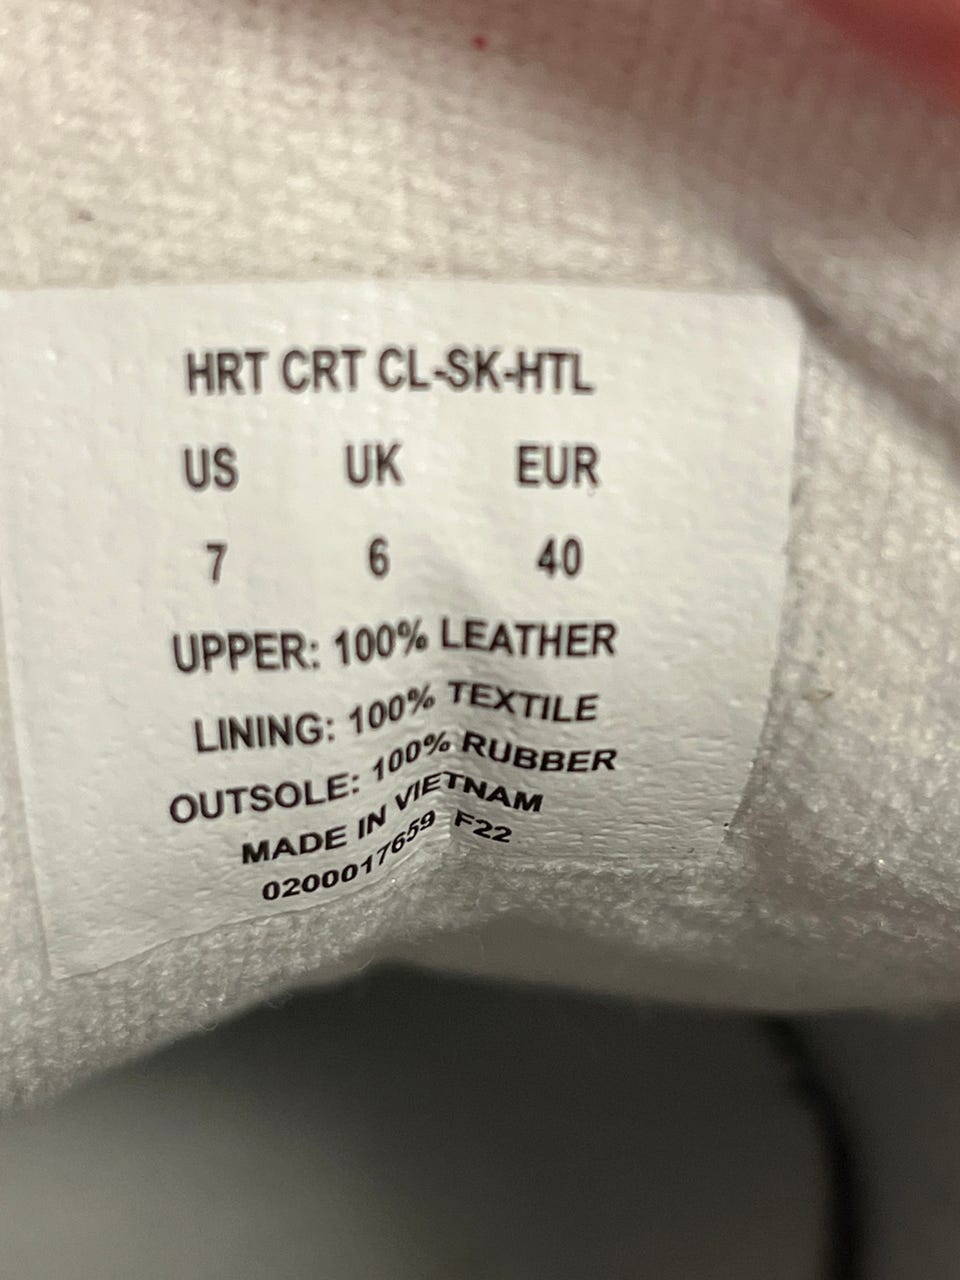 HRT CRT CL-SK-HTL
US UK EUR
7 6 40
UPPER: 100% LEATHER
LINING: 100% TEXTILE
OUTSOLE: 100% RUBBER
MADE IN VIETNAM
0200017659 F22